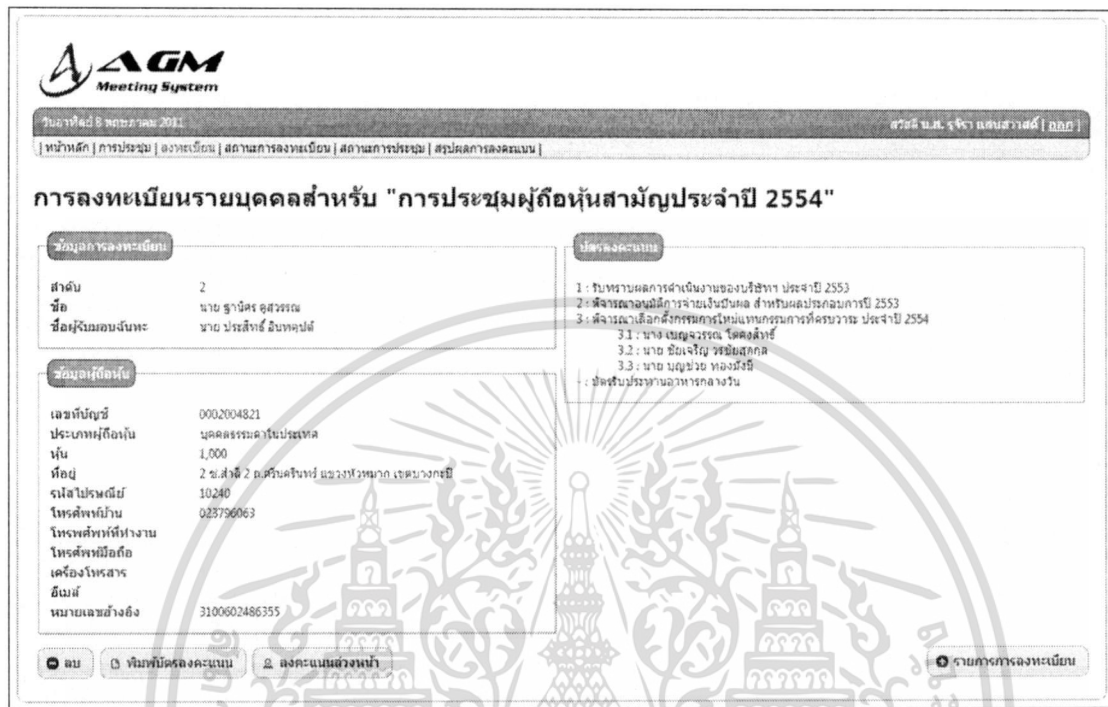 AGM
Meeting System
วันอาทิตย์ 8 พฤษภาคม 2011
สวัสดี น.ส. รุจิรา แสนสวาสดิ์ | ออก |
| หน้าหลัก | การประชุม | ลงทะเบียน | สถานะการลงทะเบียน | สถานะการประชุม | สรุปผลการลงคะแนน |
การลงทะเบียนรายบุคคลสำหรับ "การประชุมผู้ถือหุ้นสามัญประจำปี 2554"
ข้อมูลการลงทะเบียน
ลำดับ 2
ชื่อ นาย ฐานิศร
ชื่อผู้รับมอบฉันทะ นาย ประสิทธิ์
ข้อมูลผู้ถือหุ้น
เลขที่บัญชี 0002004821
ประเภทผู้ถือหุ้น บุคคลธรรมดาในประเทศ
หุ้น 1,000
ที่อยู่ 2 ซ.สำลี 2 ถ.ศรีนครินทร์ แขวงหัวหมาก เขตบางกะปิ
รหัสไปรษณีย์ 10240
โทรศัพท์บ้าน 023796063
โทรพศัพท์ที่ทำงาน
โทรศัพท์มือถือ
เครื่องโทรสาร
อีเมล์
หมายเลขอ้างอิง 3100602486355
บัตรลงคะแนน
1 : รับทราบผลการดำเนินงานของบริษัทฯ ประจำปี 2553
2 : พิจารณาอนุมัติการจ่ายเงินปันผล สำหรับผลประกอบการปี 2553
3 : พิจารณาเลือกตั้งกรรมการใหม่แทนกรรมการที่ครบวาระ ประจำปี 2554
3.1 : นาง เบญจวรรณ
3.2 : นาย ชัยเจริญ
3.3 : นาย บุญช่วย ทองมั่งมี
- : บัตรรับประทานอาหารกลางวัน
ลบ
พิมพ์บัตรลงคะแนน
ลงคะแนนล่วงหน้า
รายการการลงทะเบียน